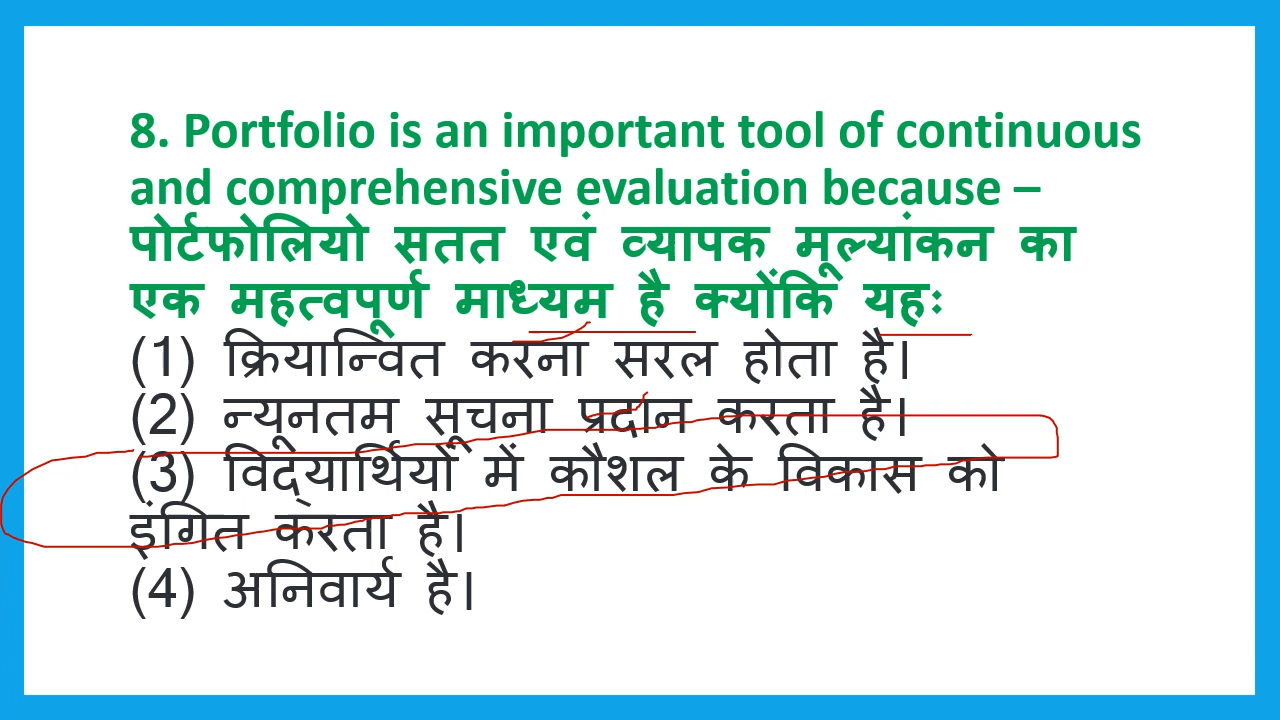 8. Portfolio is an important tool of continuous
and comprehensive evaluation because –
पोर्टफोलियो सतत एवं व्यापक मूल्यांकन का
एक महत्वपूर्ण माध्यम है क्योंकि यहः
(1) क्रियान्वित करना सरल होता है।
(2) न्यूनतम सूचना प्रदान करता है।
(3) विद्यार्थियों में कौशल के विकास को
इंगित करता है।
(4) अनिवार्य है।